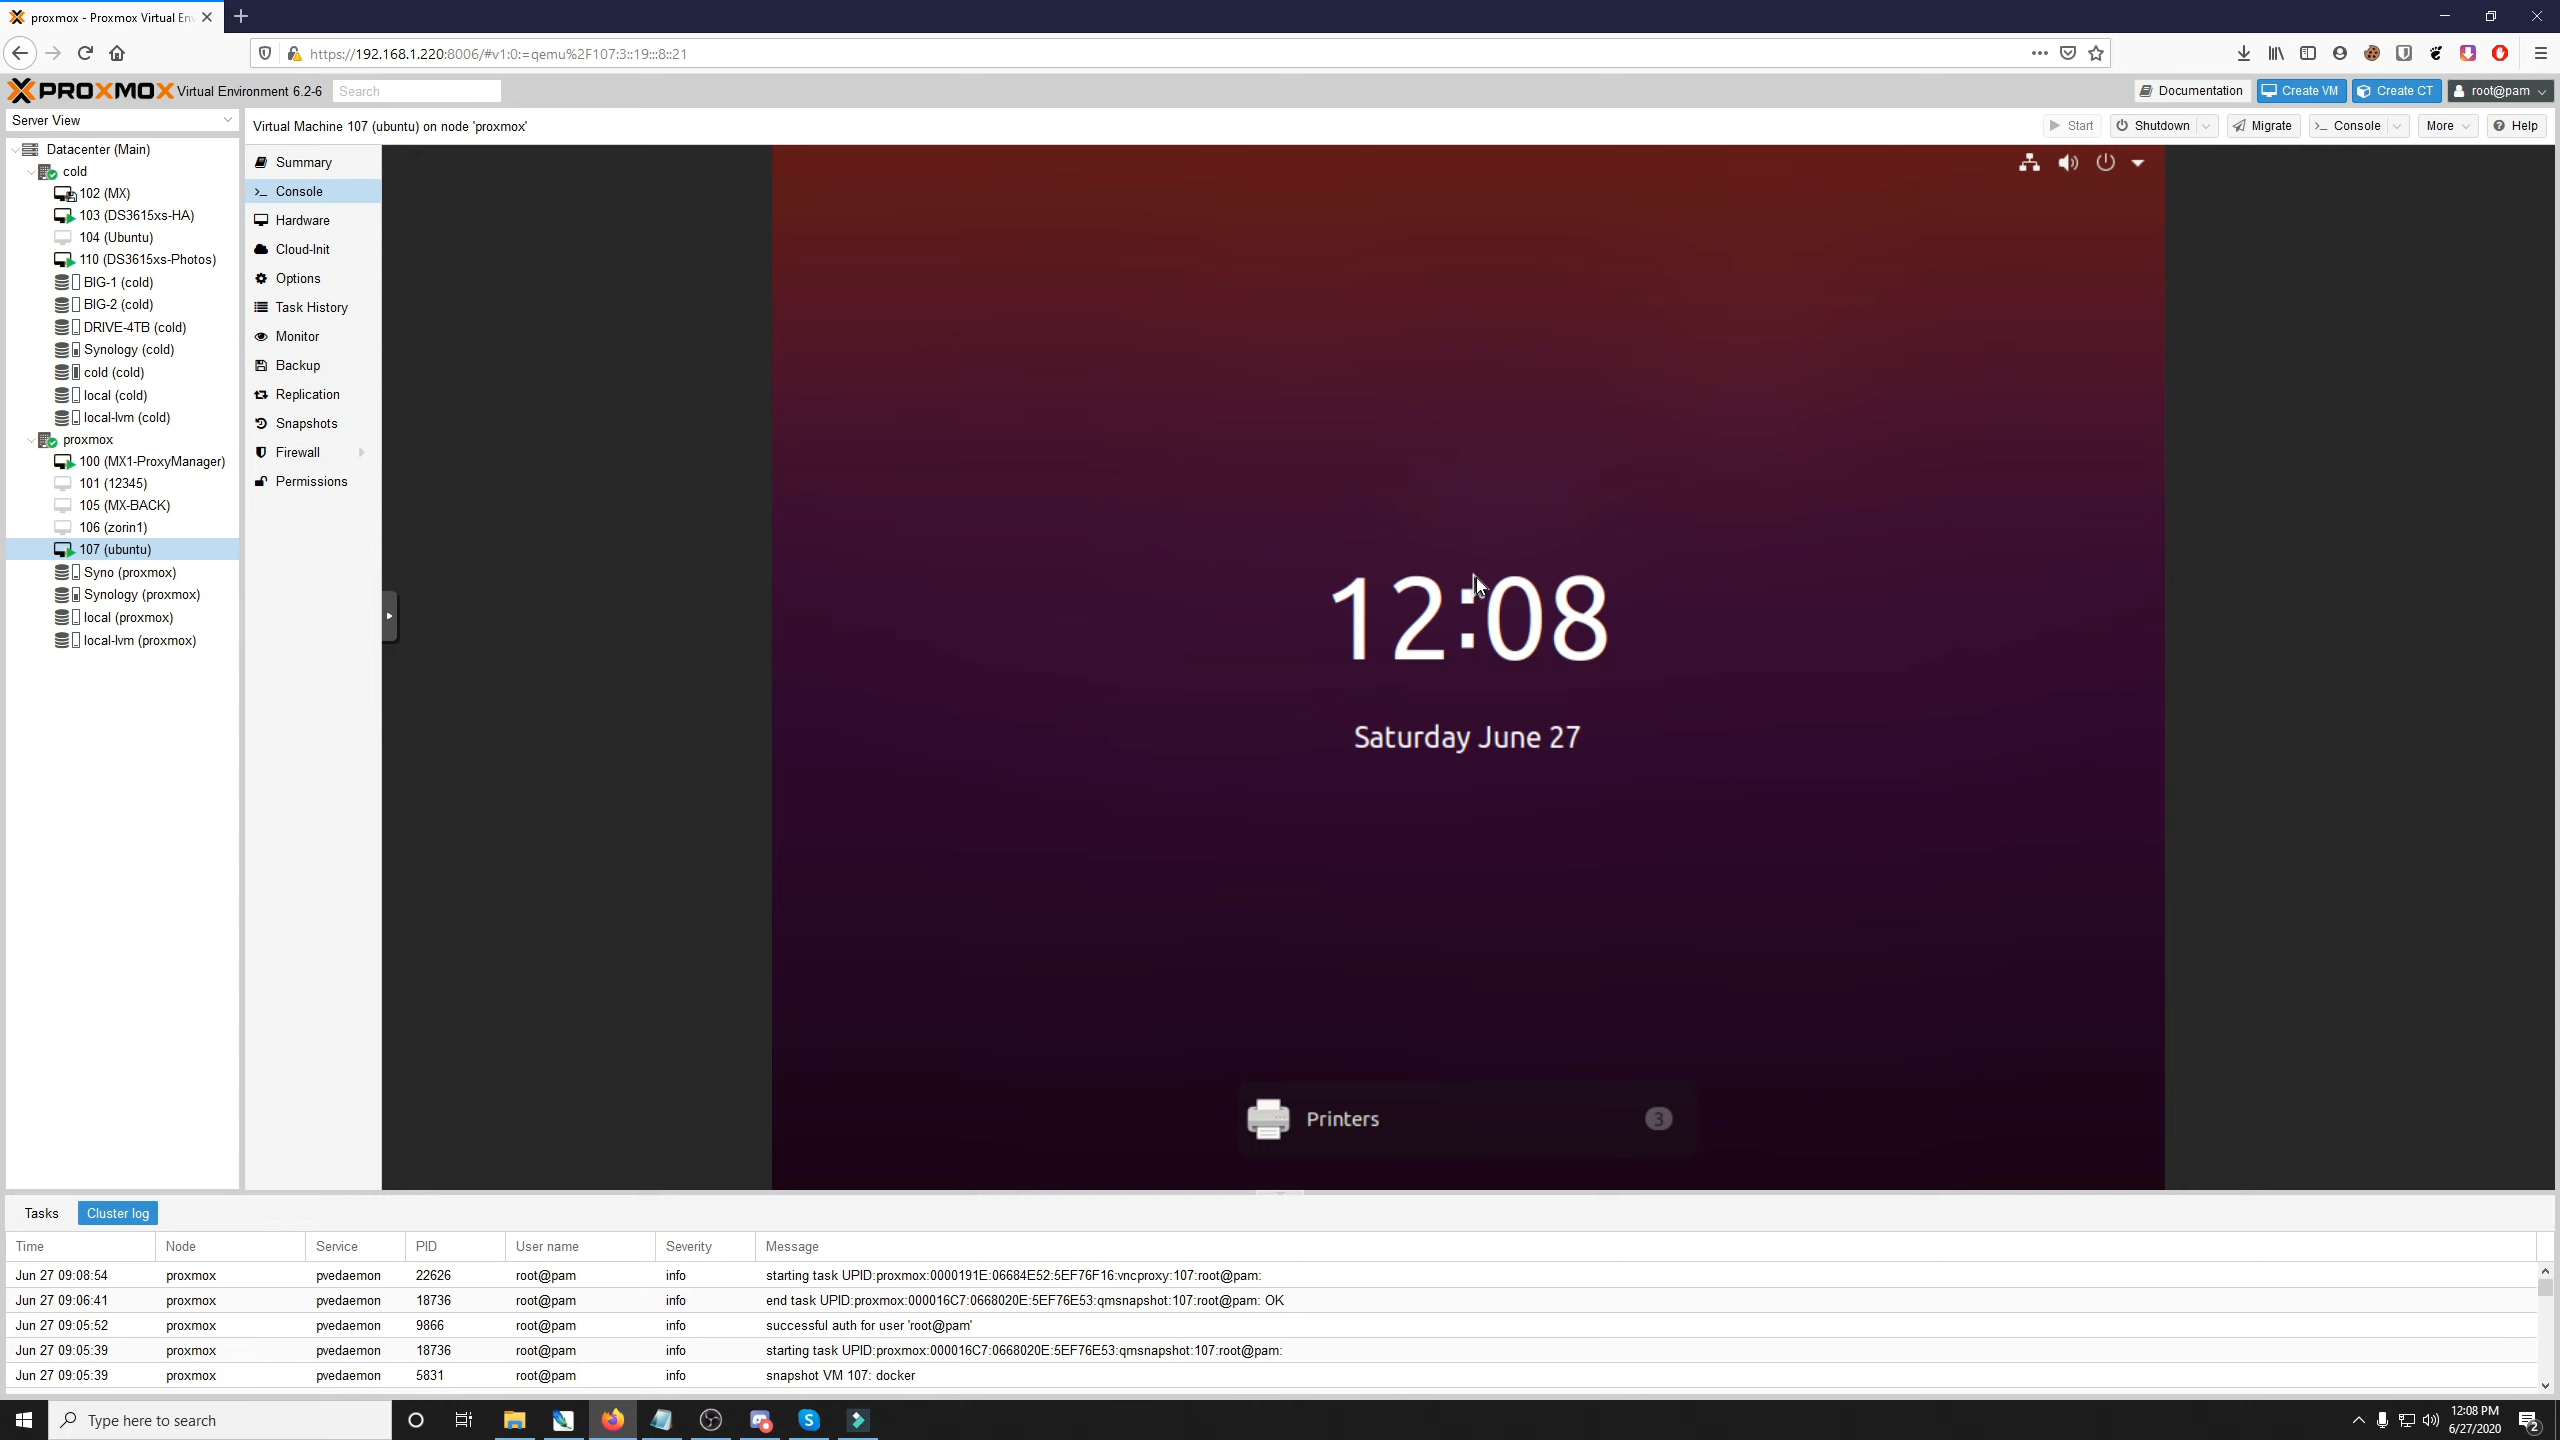 proxmox - Proxmox Virtual En
https://192.168.1.220:8006/#v1:0:=qemu%2F107:3::19:::8::21
PROXMOX Virtual Environment 6.2-6 Search
Documentation Create VM Create CT root@pam
Server View
Virtual Machine 107 (ubuntu) on node 'proxmox'
Start Shutdown Migrate Console More Help
Datacenter (Main)
cold
102 (MX)
103 (DS3615xs-HA)
104 (Ubuntu)
110 (DS3615xs-Photos)
BIG-1 (cold)
BIG-2 (cold)
DRIVE-4TB (cold)
Synology (cold)
cold (cold)
local (cold)
local-lvm (cold)
proxmox
100 (MX1-ProxyManager)
101 (12345)
105 (MX-BACK)
106 (zorin1)
107 (ubuntu)
Syno (proxmox)
Synology (proxmox)
local (proxmox)
local-lvm (proxmox)
Summary
Console
Hardware
Cloud-Init
Options
Task History
Monitor
Backup
Replication
Snapshots
Firewall
Permissions
12:08
Saturday June 27
Printers 3
Tasks Cluster log
Time Node Service PID User name Severity Message
Jun 27 09:08:54 proxmox pvedaemon 22626 root@pam info starting task UPID:proxmox:0000191E:06684E52:5EF76F16:vncproxy:107:root@pam:
Jun 27 09:06:41 proxmox pvedaemon 18736 root@pam info end task UPID:proxmox:000016C7:0668020E:5EF76E53:qmsnapshot:107:root@pam: OK
Jun 27 09:05:52 proxmox pvedaemon 9866 root@pam info successful auth for user 'root@pam'
Jun 27 09:05:39 proxmox pvedaemon 18736 root@pam info starting task UPID:proxmox:000016C7:0668020E:5EF76E53:qmsnapshot:107:root@pam:
Jun 27 09:05:39 proxmox pvedaemon 5831 root@pam info snapshot VM 107: docker
Type here to search
12:08 PM
6/27/2020
2